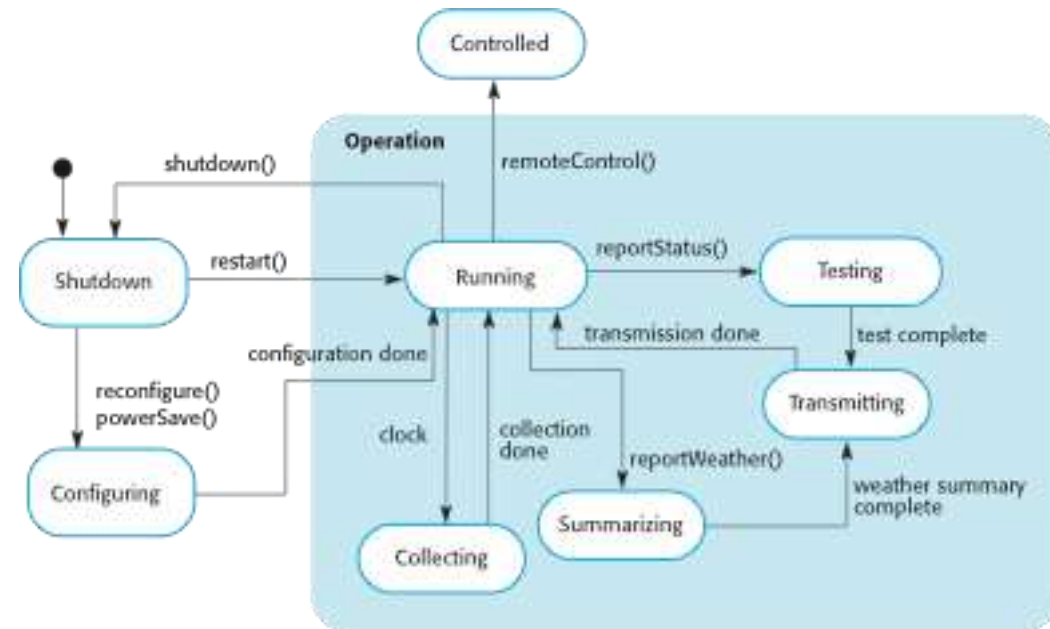 Controlled
Operation
shutdown()
remoteControl()
Shutdown
restart()
Running
reportStatus()
Testing
configuration done
transmission done
test complete
reconfigure()
powerSave()
Transmitting
clock
collection
done
reportWeather()
Configuring
weather summary
complete
Summarizing
Collecting